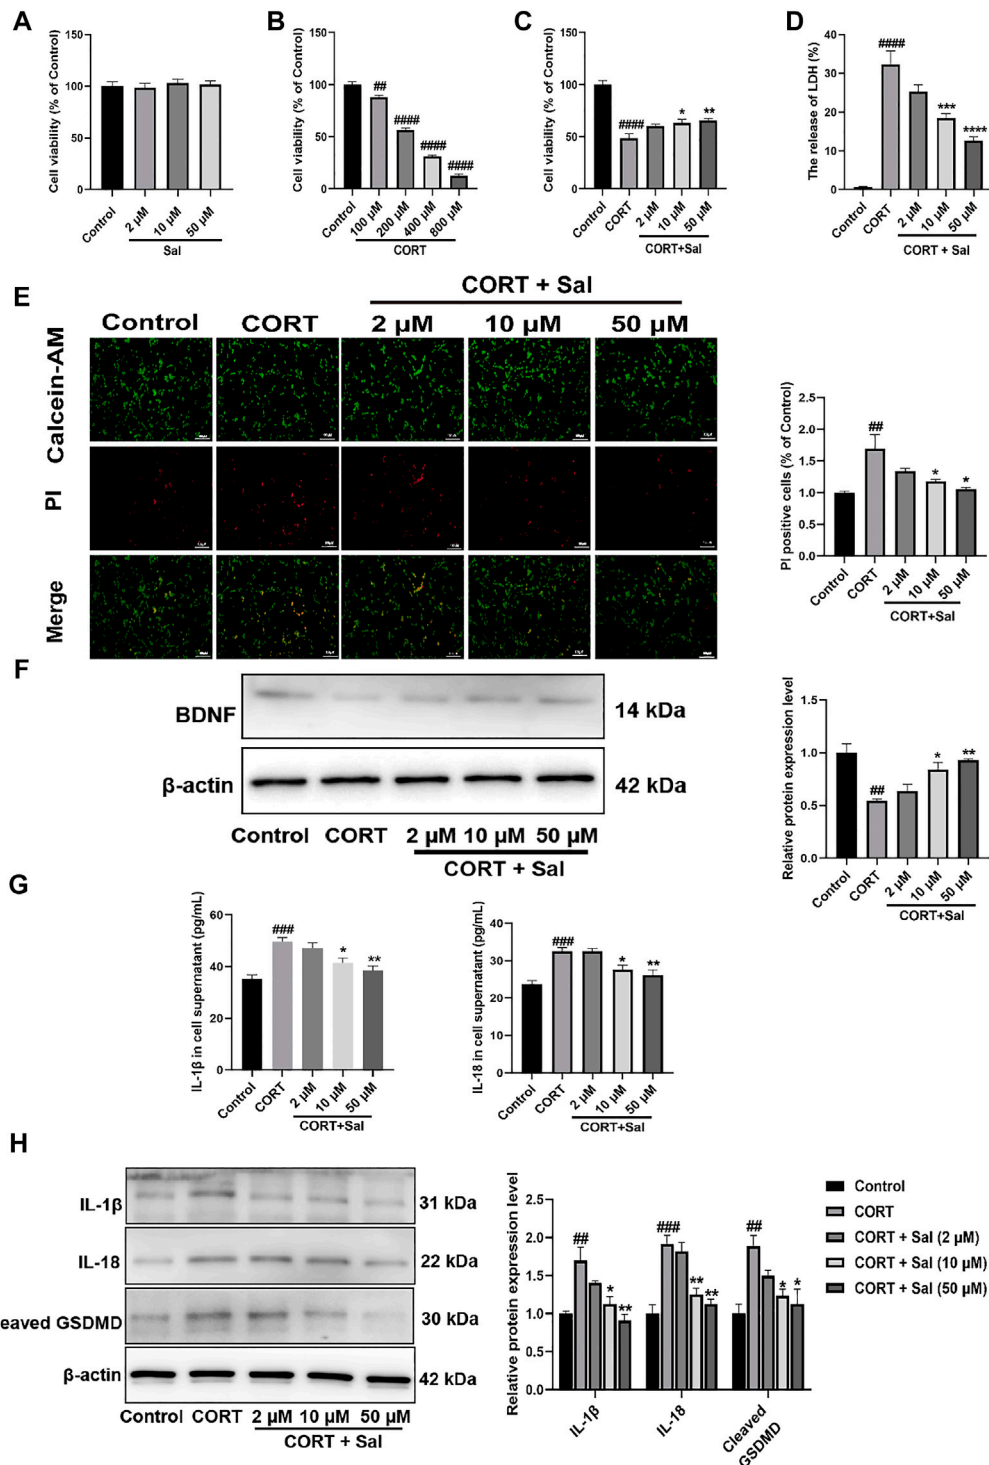 A
Cell viability (% of Control)
150
100
50
0
Control
2 µM
10 µM
50 µM
Sal
B
Cell viability (% of Control)
150
100
50
0
##
####
####
####
Control
100 µM
200 µM
400 µM
800 µM
CORT
C
Cell viability (% of Control)
150
100
50
0
####
*
**
Control
CORT
2 µM
10 µM
50 µM
CORT+Sal
D
The release of LDH (%)
40
30
20
10
0
####
***
****
Control
CORT
2 µM
10 µM
50 µM
CORT + Sal
E
CORT + Sal
Control
CORT
2 µM
10 µM
50 µM
Calcein-AM
PI
Merge
PI positive cells (% of Control)
2.5
2.0
1.5
1.0
0.5
0.0
##
*
*
Control
CORT
2 µM
10 µM
50 µM
CORT+Sal
F
BDNF
14 kDa
β-actin
42 kDa
Control
CORT
2 µM
10 µM
50 µM
CORT + Sal
Relative protein expression level
1.5
1.0
0.5
0.0
##
*
**
Control
CORT
2 µM
10 µM
50 µM
CORT+Sal
G
IL-1β in cell supernatant (pg/mL)
60
40
20
0
###
*
**
Control
CORT
2 µM
10 µM
50 µM
CORT+Sal
IL-18 in cell supernatant (pg/mL)
40
30
20
10
0
###
*
**
Control
CORT
2 µM
10 µM
50 µM
CORT+Sal
H
IL-1β
31 kDa
IL-18
22 kDa
eaved GSDMD
30 kDa
β-actin
42 kDa
Control
CORT
2 µM
10 µM
50 µM
CORT + Sal
Relative protein expression level
2.5
2.0
1.5
1.0
0.5
0.0
##
*
**
###
**
**
##
*
*
IL-1β
IL-18
Cleaved
GSDMD
Control
CORT
CORT + Sal (2 µM)
CORT + Sal (10 µM)
CORT + Sal (50 µM)